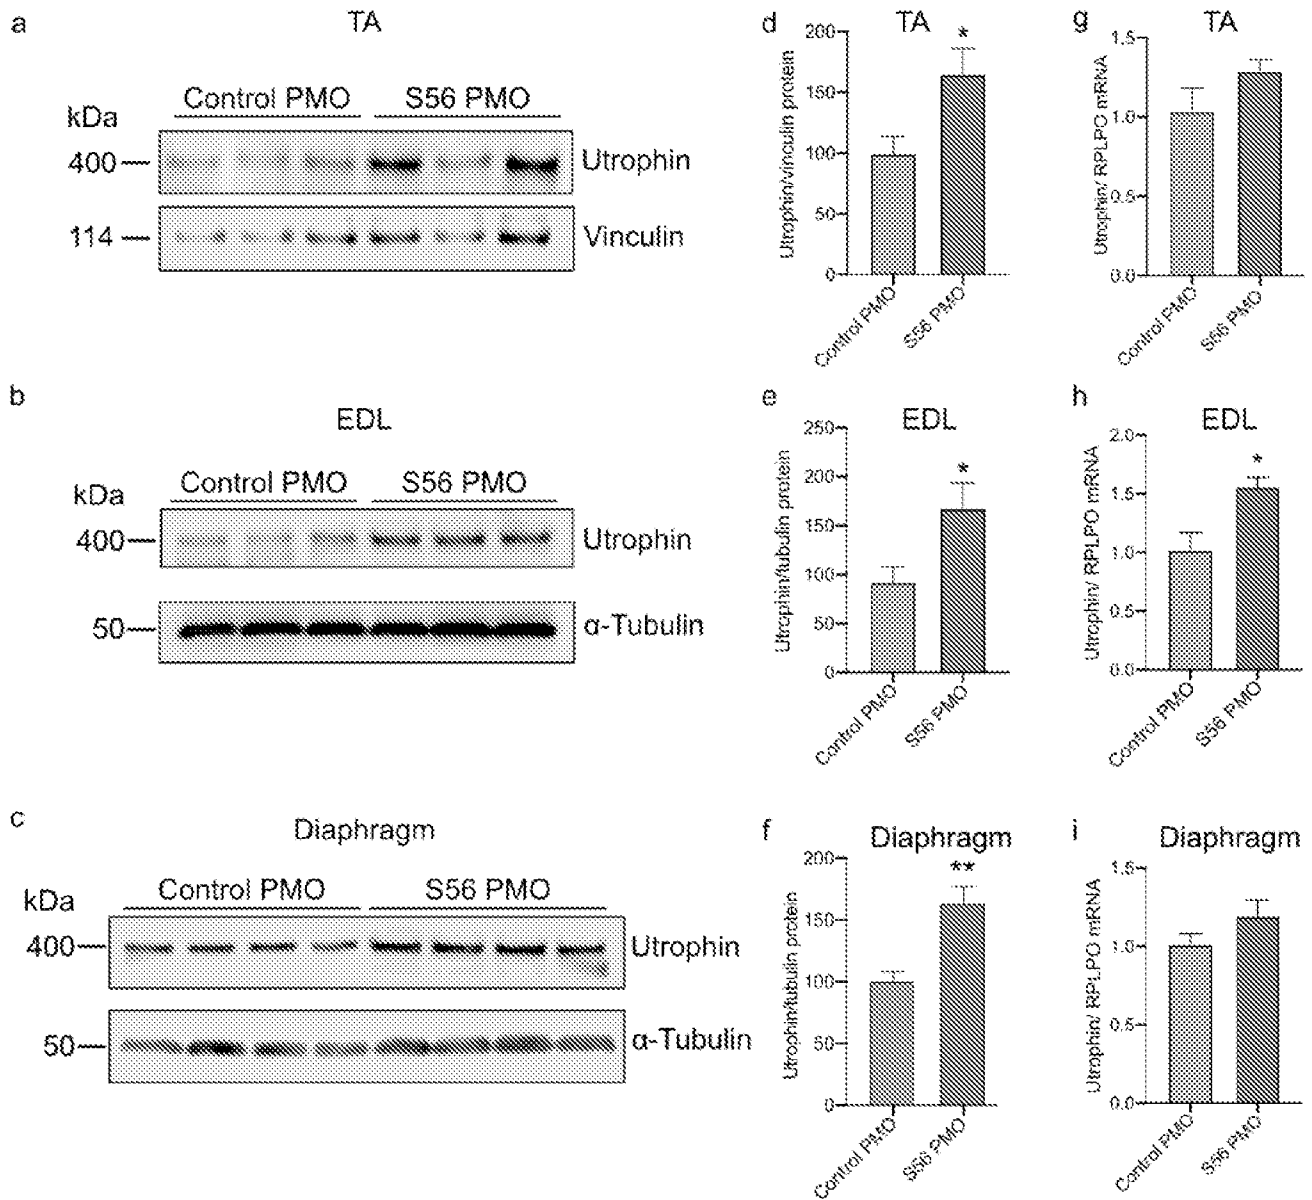 a
TA
Control PMO
S56 PMO
kDa
400
Utrophin
114
Vinculin
b
EDL
Control PMO
S56 PMO
kDa
400
Utrophin
50
α-Tubulin
c
Diaphragm
Control PMO
S56 PMO
kDa
400
Utrophin
50
α-Tubulin
d
TA
200
150
100
50
0
*
Utrophin/vinculin protein
Control PMO
S56 PMO
e
EDL
250
200
150
100
50
0
*
Utrophin/tubulin protein
Control PMO
S56 PMO
f
Diaphragm
200
150
100
50
0
**
Utrophin/tubulin protein
Control PMO
S56 PMO
g
TA
1.5
1.0
0.5
0.0
Utrophin/ RPLPO mRNA
Control PMO
S56 PMO
h
EDL
2.0
1.5
1.0
0.5
0.0
*
Utrophin/ RPLPO mRNA
Control PMO
S56 PMO
i
Diaphragm
1.5
1.0
0.5
0.0
Utrophin/ RPLPO mRNA
Control PMO
S56 PMO